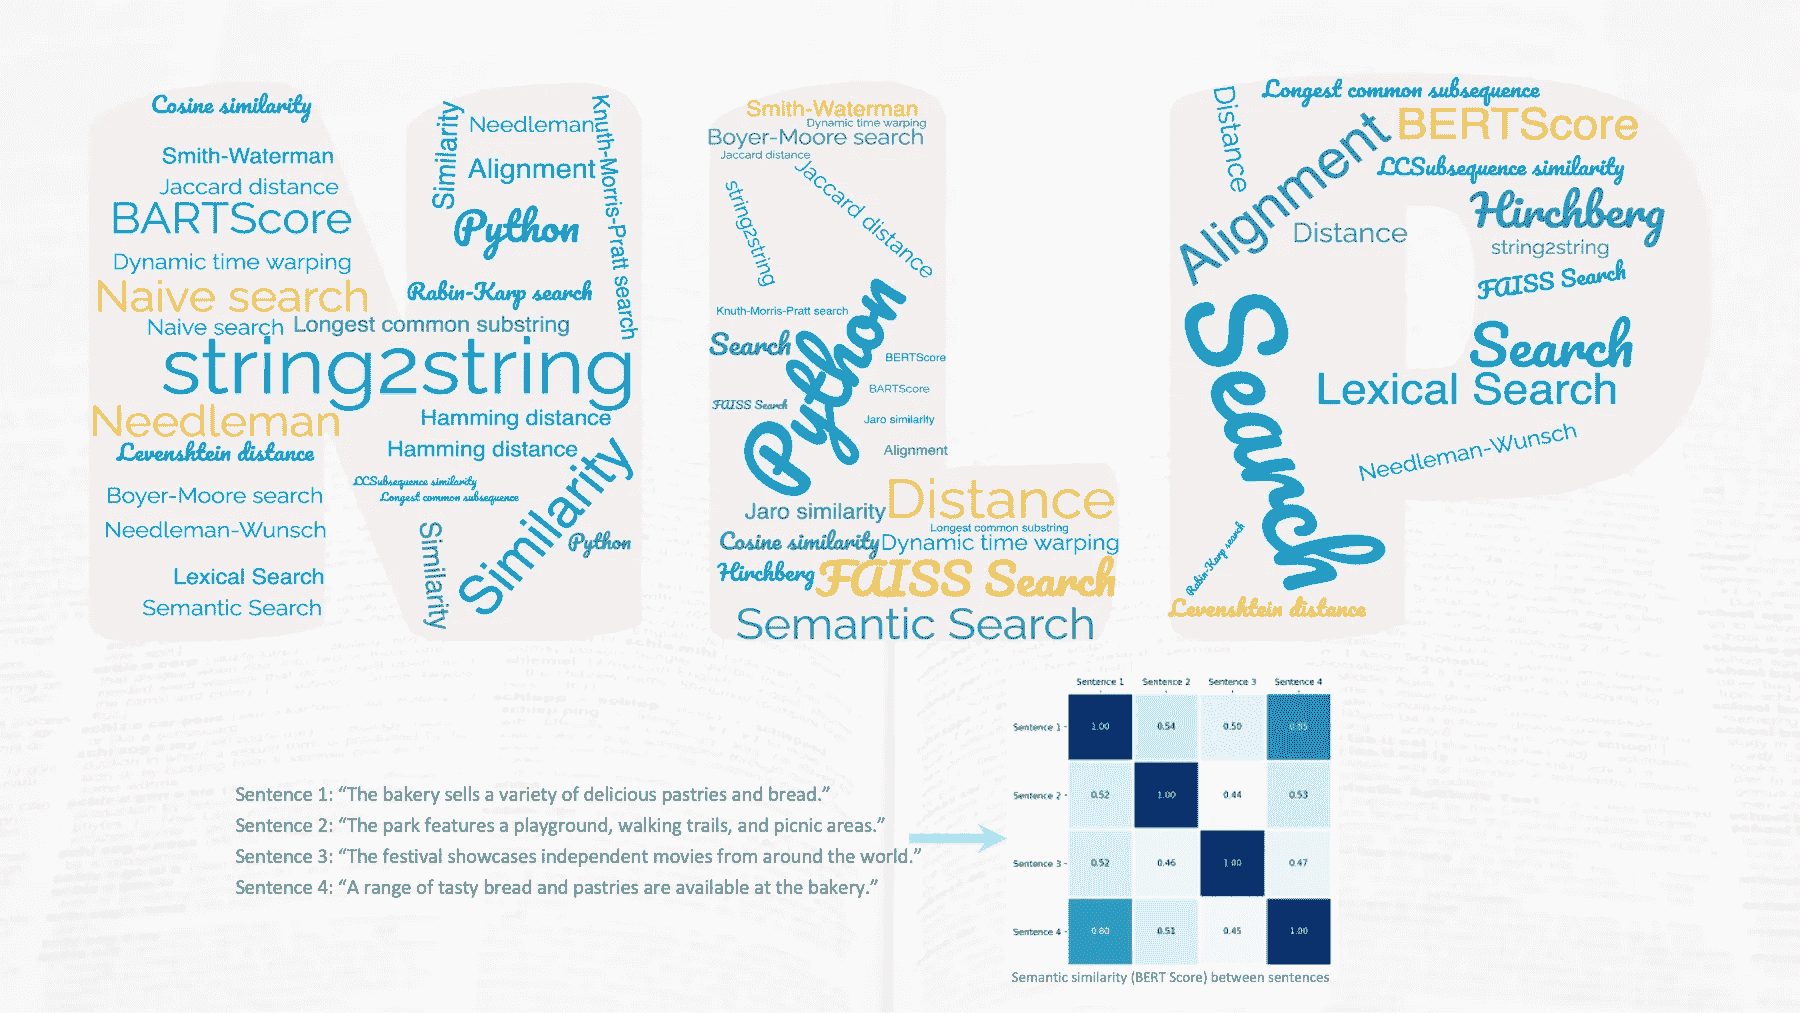 Cosine similarity
Smith-Waterman
Jaccard distance
BARTScore
Dynamic time warping
Naive search
Naive search
Longest common substring
string2string
Needleman
Levenshtein distance
Boyer-Moore search
Needleman-Wunsch
Lexical Search
Semantic Search
Similarity
Needleman
Knuth-Morris-Pratt search
Alignment
Python
Rabin-Karp search
Hamming distance
Hamming distance
LCSubsequence similarity
Longest common subsequence
Similarity
Similarity
Python
Smith-Waterman
Dynamic time warping
Boyer-Moore search
Jaccard distance
Jaccard distance
string2string
Python
Knuth-Morris-Pratt search
Search
BERTScore
BARTScore
FAISS Search
Jaro similarity
Alignment
Jaro similarity
Distance
Longest common substring
Cosine similarity
Dynamic time warping
Hirchberg
FAISS Search
Semantic Search
Distance
Longest common subsequence
Alignment
BERTScore
LCSubsequence similarity
Hirchberg
Distance
string2string
FAISS Search
Search
Search
Lexical Search
Needleman-Wunsch
Rabin-Karp search
Levenshtein distance
Sentence 1: “The bakery sells a variety of delicious pastries and bread.”
Sentence 2: “The park features a playground, walking trails, and picnic areas.”
Sentence 3: “The festival showcases independent movies from around the world.”
Sentence 4: “A range of tasty bread and pastries are available at the bakery.”
Sentence 1 Sentence 2 Sentence 3 Sentence 4
Sentence 1 1.00 0.54 0.50
Sentence 2 0.52 1.00 0.44 0.53
Sentence 3 0.52 0.46 1.00 0.47
Sentence 4 0.80 0.51 0.45 1.00
Semantic similarity (BERT Score) between sentences